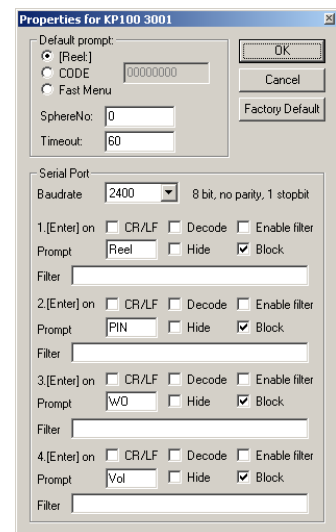 Properties for KP100 3001
Default prompt:
[Reel:]
CODE 00000000
Fast Menu
SphereNo: 0
Timeout: 60
OK
Cancel
Factory Default
Serial Port
Baudrate 2400 8 bit, no parity, 1 stopbit
1.[Enter] on CR/LF Decode Enable filter
Prompt Reel Hide Block
Filter
2.[Enter] on CR/LF Decode Enable filter
Prompt PIN Hide Block
Filter
3.[Enter] on CR/LF Decode Enable filter
Prompt WO Hide Block
Filter
4.[Enter] on CR/LF Decode Enable filter
Prompt Vol Hide Block
Filter